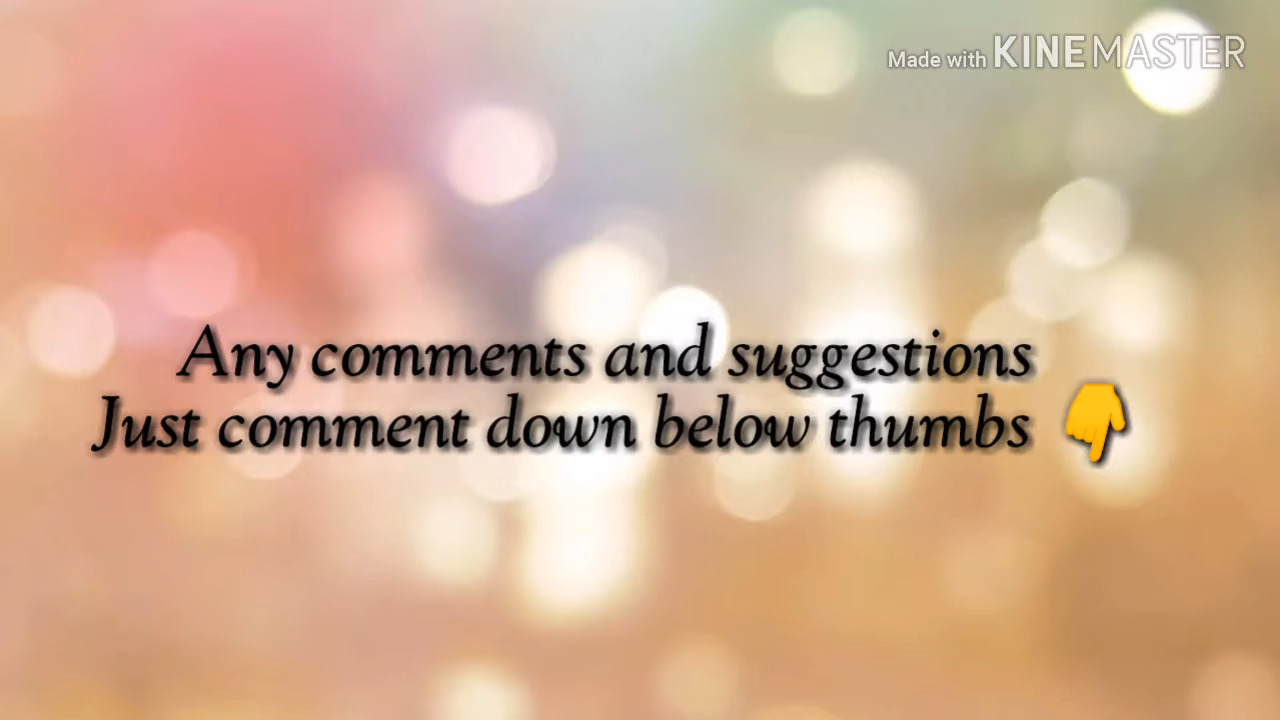 Made with KINEMASTER
Any comments and suggestions
Just comment down below thumbs 👇